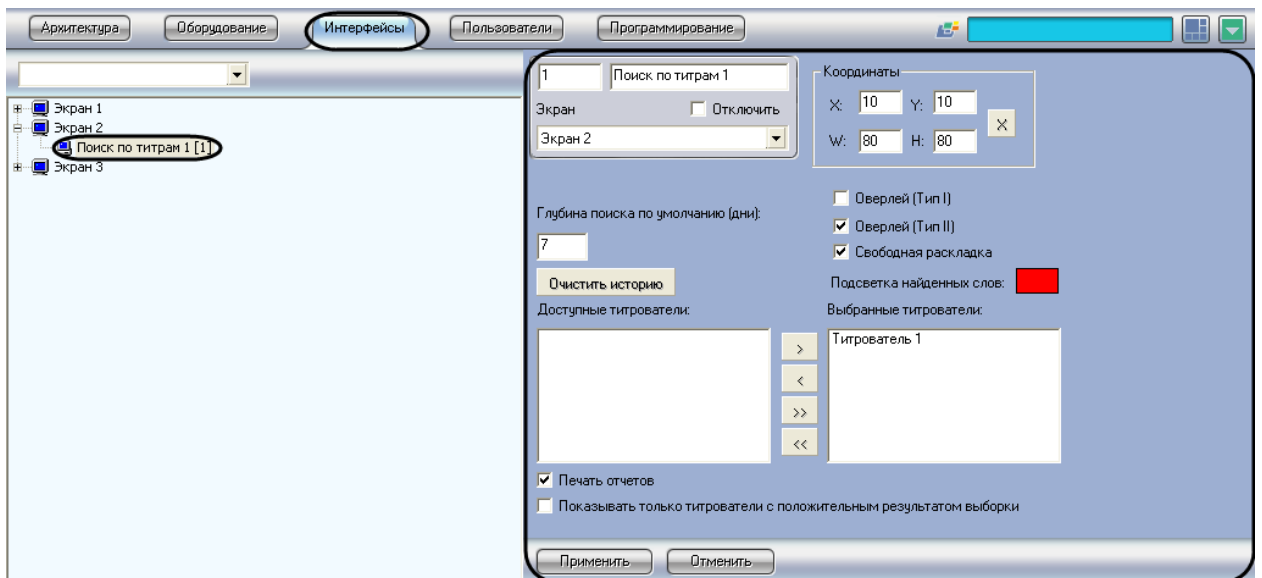 Архитектура Оборудование Интерфейсы Пользователи Программирование
Экран 1
Экран 2
Поиск по титрам 1 [1]
Экран 3
1 Поиск по титрам 1
Экран Отключить
Экран 2
Координаты
X: 10 Y: 10
W: 80 H: 80
X
Глубина поиска по умолчанию (дни):
7
Очистить историю
Оверлей (Тип I)
Оверлей (Тип II)
Свободная раскладка
Подсветка найденных слов:
Доступные титрователи:
Выбранные титрователи:
Титрователь 1
>
<
>>
<<
Печать отчетов
Показывать только титрователи с положительным результатом выборки
Применить Отменить